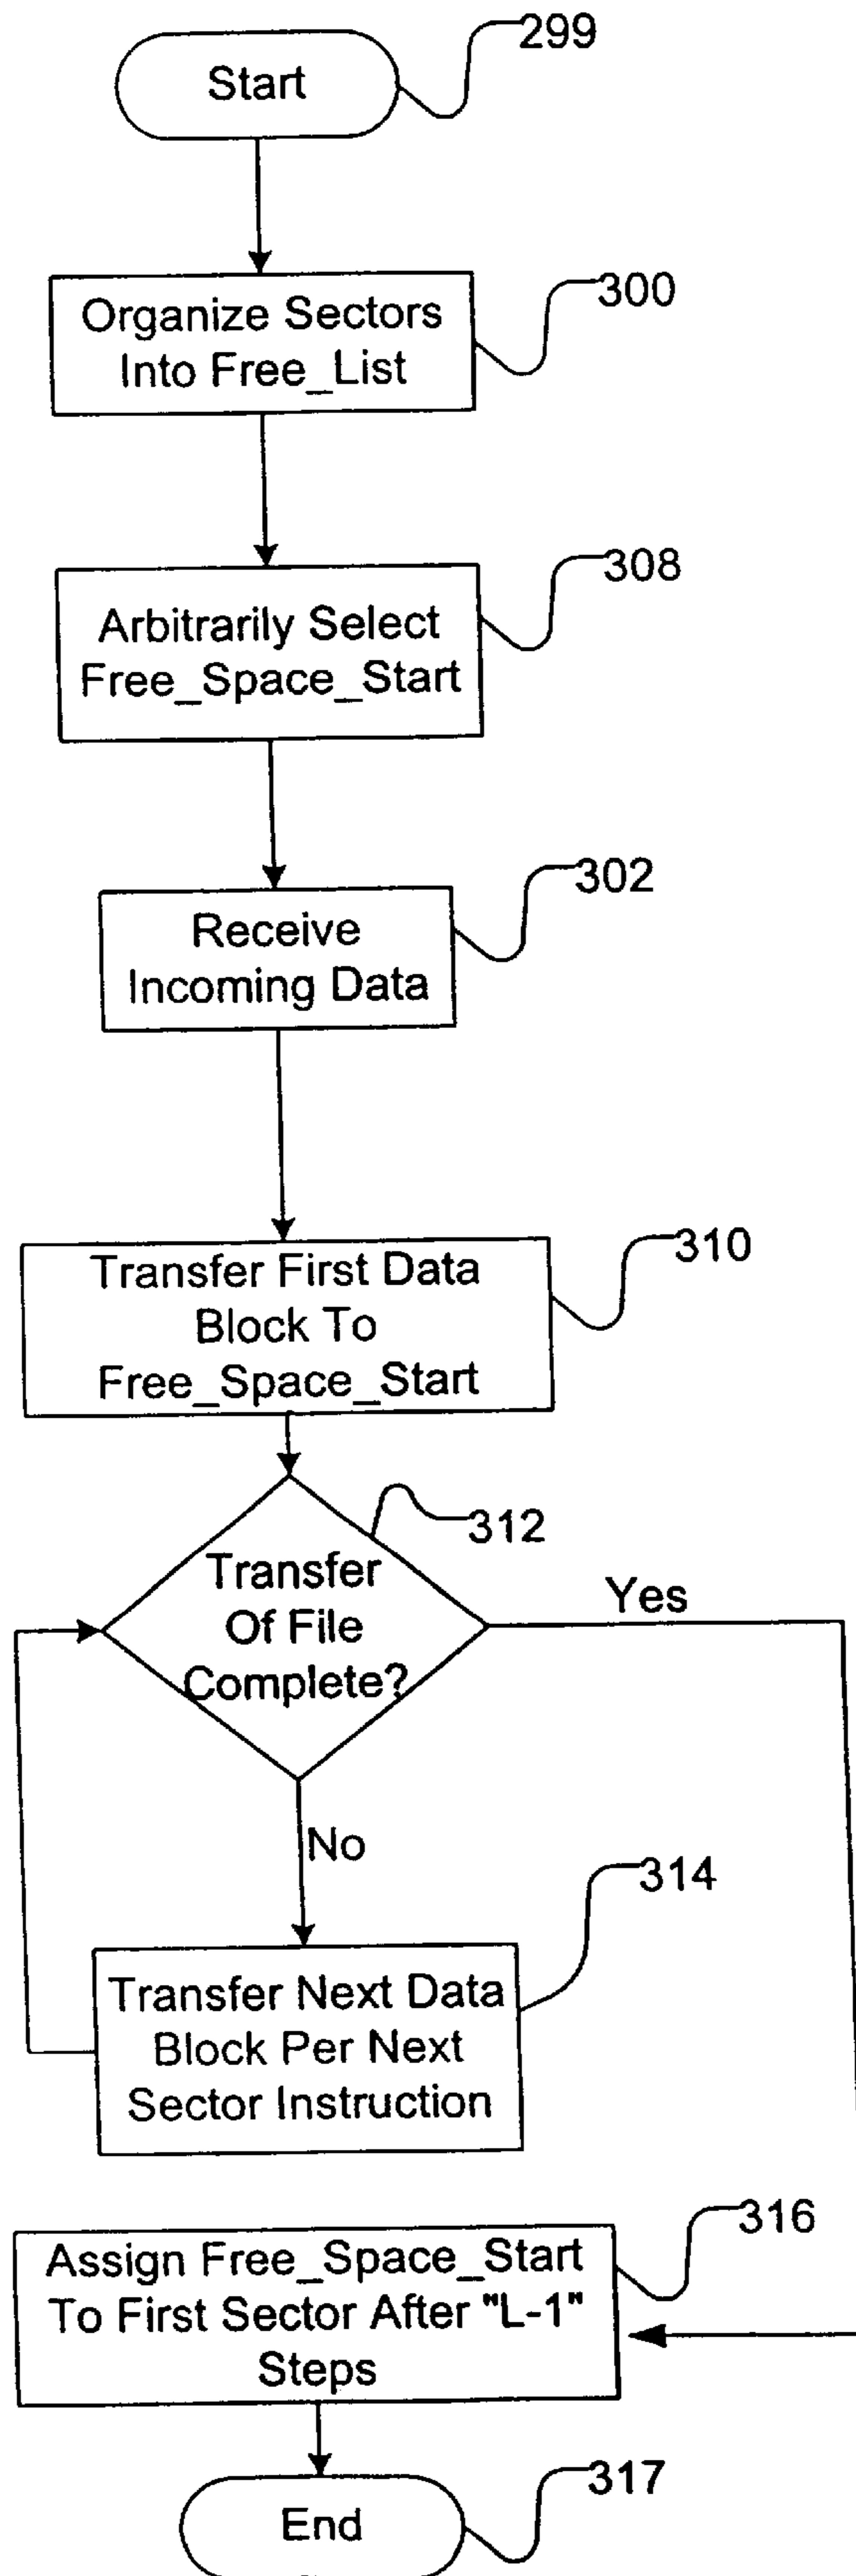 299
Start
300
Organize Sectors
Into Free_List
308
Arbitrarily Select
Free_Space_Start
302
Receive
Incoming Data
310
Transfer First Data
Block To
Free_Space_Start
312
Transfer
Of File
Complete?
Yes
No
314
Transfer Next Data
Block Per Next
Sector Instruction
316
Assign Free_Space_Start
To First Sector After "L-1"
Steps
317
End